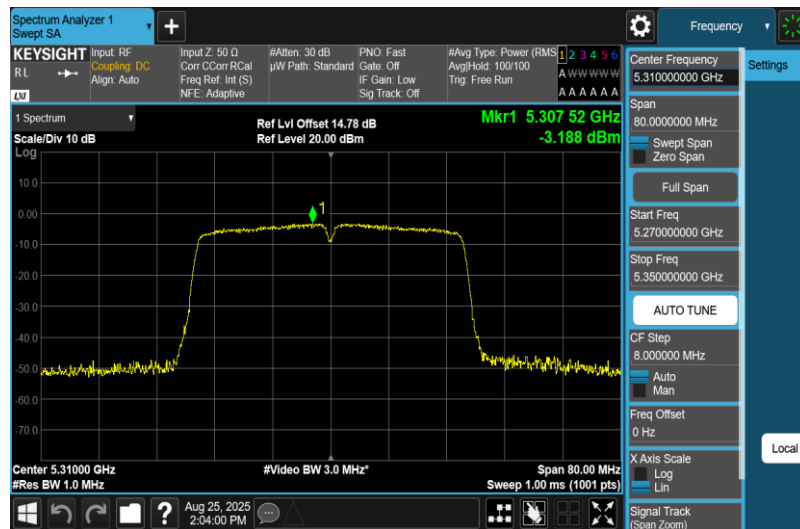 Spectrum Analyzer 1
Swept SA
Frequency
KEYSIGHT
RL
LXI
Input: RF
Coupling: DC
Align: Auto
Input Z: 50 Ω
Corr CCorr RCal
Freq Ref: Int (S)
NFE: Adaptive
#Atten: 30 dB
µW Path: Standard
PNO: Fast
Gate: Off
IF Gain: Low
Sig Track: Off
#Avg Type: Power (RMS
Avg|Hold: 100/100
Trig: Free Run
1 2 3 4 5 6
A W W W W W
A A A A A A
1 Spectrum
Scale/Div 10 dB
Log
Ref Lvl Offset 14.78 dB
Ref Level 20.00 dBm
Mkr1 5.307 52 GHz
-3.188 dBm
1
10.0
0.00
-10.0
-20.0
-30.0
-40.0
-50.0
-60.0
-70.0
Center 5.31000 GHz
#Res BW 1.0 MHz
#Video BW 3.0 MHz*
Span 80.00 MHz
Sweep 1.00 ms (1001 pts)
Center Frequency
5.310000000 GHz
Span
80.0000000 MHz
Swept Span
Zero Span
Full Span
Start Freq
5.270000000 GHz
Stop Freq
5.350000000 GHz
AUTO TUNE
CF Step
8.000000 MHz
Auto
Man
Freq Offset
0 Hz
X Axis Scale
Log
Lin
Signal Track
(Span Zoom)
Settings
Local
?
Aug 25, 2025
2:04:00 PM